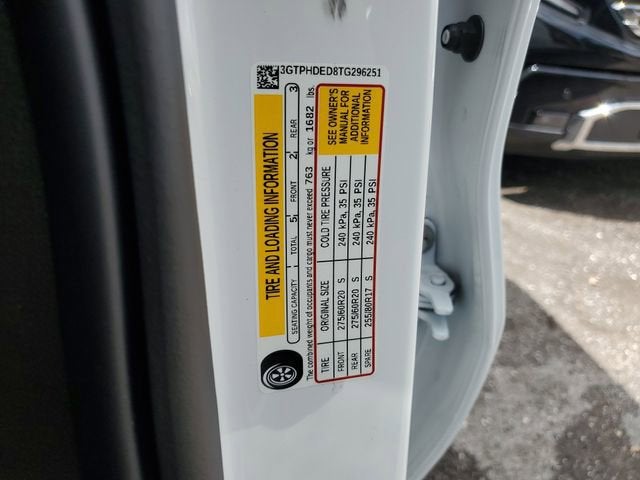 3GTPHDED8TG296251
TIRE AND LOADING INFORMATION
SEATING CAPACITY TOTAL 5 FRONT 2 REAR 3
The combined weight of occupants and cargo must never exceed 763 kg or 1682 lbs.
TIRE ORIGINAL SIZE COLD TIRE PRESSURE
FRONT 275/60R20 S 240 kPa, 35 PSI
REAR 275/60R20 S 240 kPa, 35 PSI
SPARE 255/80R17 S 240 kPa, 35 PSI
SEE OWNER'S
MANUAL FOR
ADDITIONAL
INFORMATION